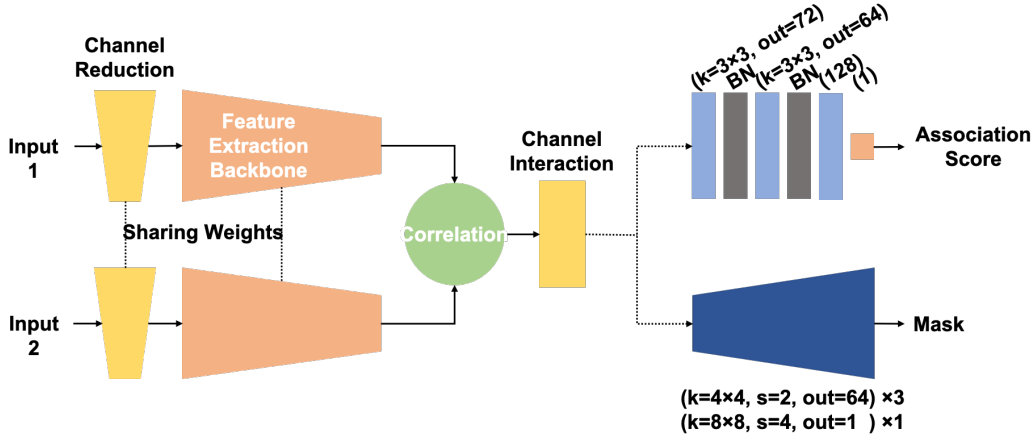 Channel
Reduction
Input
1
Feature
Extraction
Backbone
Sharing Weights
Input
2
Correlation
Channel
Interaction
(k=3×3, out=72)
BN
(k=3×3, out=64)
BN
(128)
(1)
Association
Score
Mask
(k=4×4, s=2, out=64) ×3
(k=8×8, s=4, out=1 ) ×1